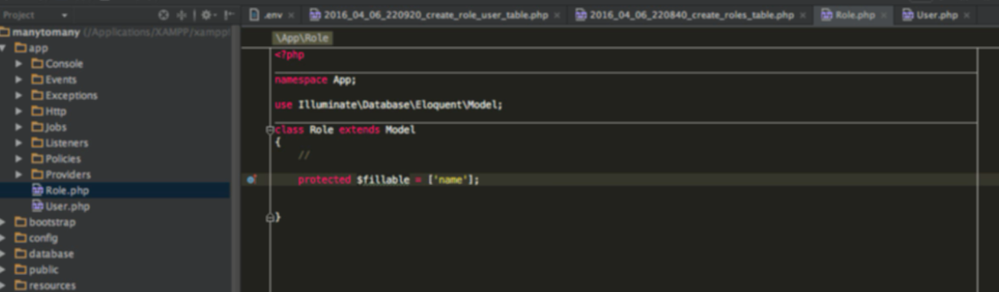 Project
manytomany (/Applications/XAMPP/xampp
app
Console
Events
Exceptions
Http
Jobs
Listeners
Policies
Providers
Role.php
User.php
bootstrap
config
database
public
resources
.env
2016_04_06_220920_create_role_user_table.php
2016_04_06_220840_create_roles_table.php
Role.php
User.php
\App\Role
<?php
namespace App;
use Illuminate\Database\Eloquent\Model;
class Role extends Model
{
//
protected $fillable = ['name'];
}